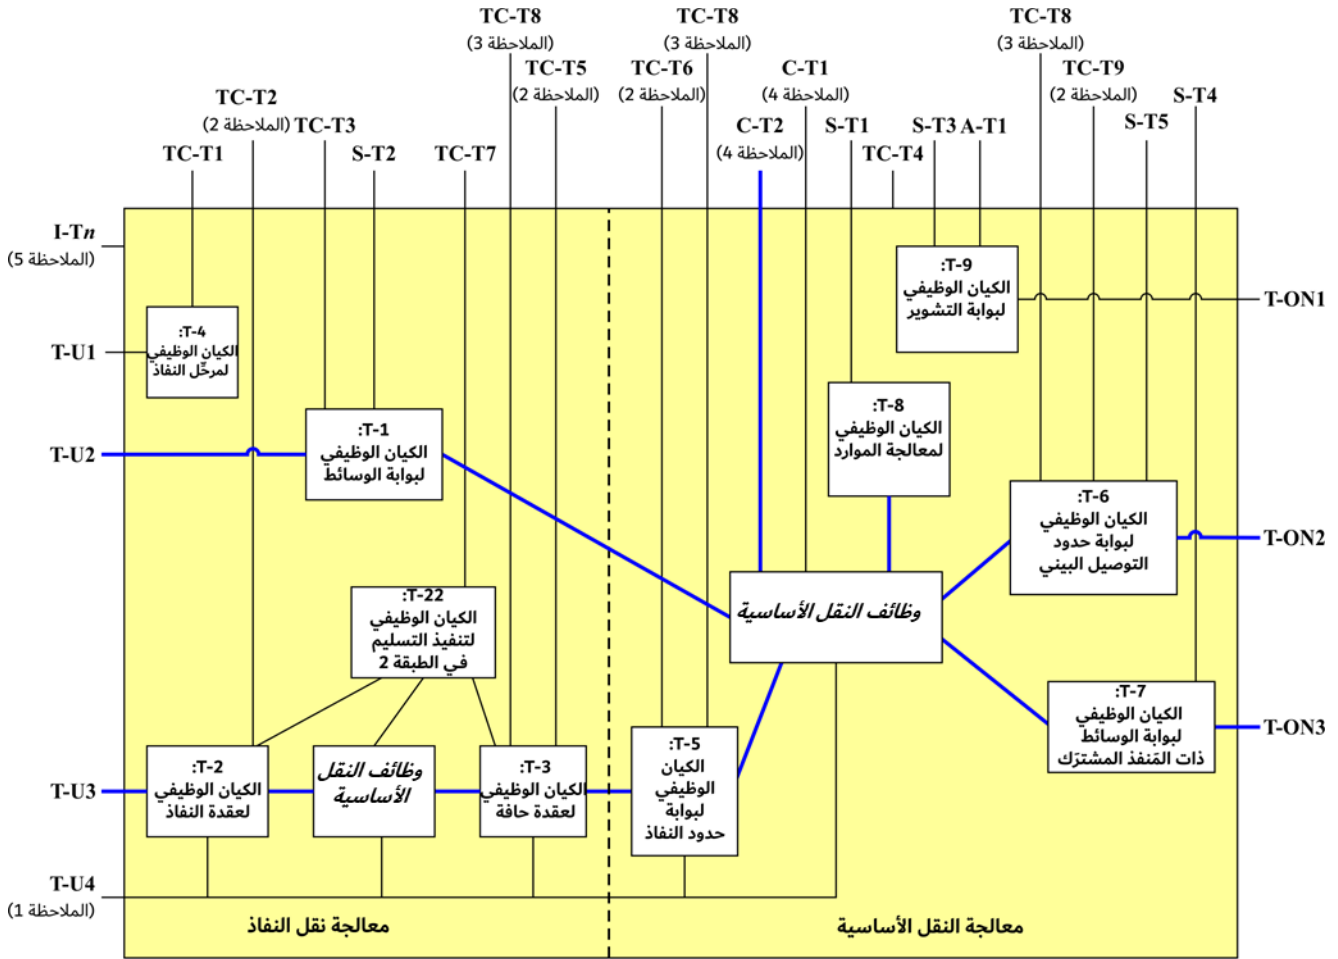 TC-T8
(الملاحظة 3)
TC-T8
(الملاحظة 3)
TC-T8
(الملاحظة 3)
TC-T5
(الملاحظة 2)
TC-T6
(الملاحظة 2)
C-T1
(الملاحظة 4)
TC-T9
(الملاحظة 2)
TC-T2
(الملاحظة 2)
S-T4
TC-T3
C-T2
(الملاحظة 4)
S-T1
S-T3
A-T1
S-T5
TC-T1
S-T2
TC-T7
TC-T4
I-Tn
(الملاحظة 5)
T-U1
T-U2
T-U3
T-U4
(الملاحظة 1)
T-ON1
T-ON2
T-ON3
T-9:
الكيان الوظيفي
لبوابة التشوير
T-4:
الكيان الوظيفي
لمرحِّل النفاذ
T-8:
الكيان الوظيفي
لمعالجة الموارد
T-1:
الكيان الوظيفي
لبوابة الوسائط
T-6:
الكيان الوظيفي
لبوابة حدود
التوصيل البيني
وظائف النقل الأساسية
T-22:
الكيان الوظيفي
لتنفيذ التسليم
في الطبقة 2
T-7:
الكيان الوظيفي
لبوابة الوسائط
ذات المَنفذ المشترَك
T-5:
الكيان
الوظيفي
لبوابة
حدود النفاذ
T-2:
الكيان الوظيفي
لعقدة النفاذ
وظائف النقل
الأساسية
T-3:
الكيان الوظيفي
لعقدة حافة
معالجة نقل النفاذ
معالجة النقل الأساسية